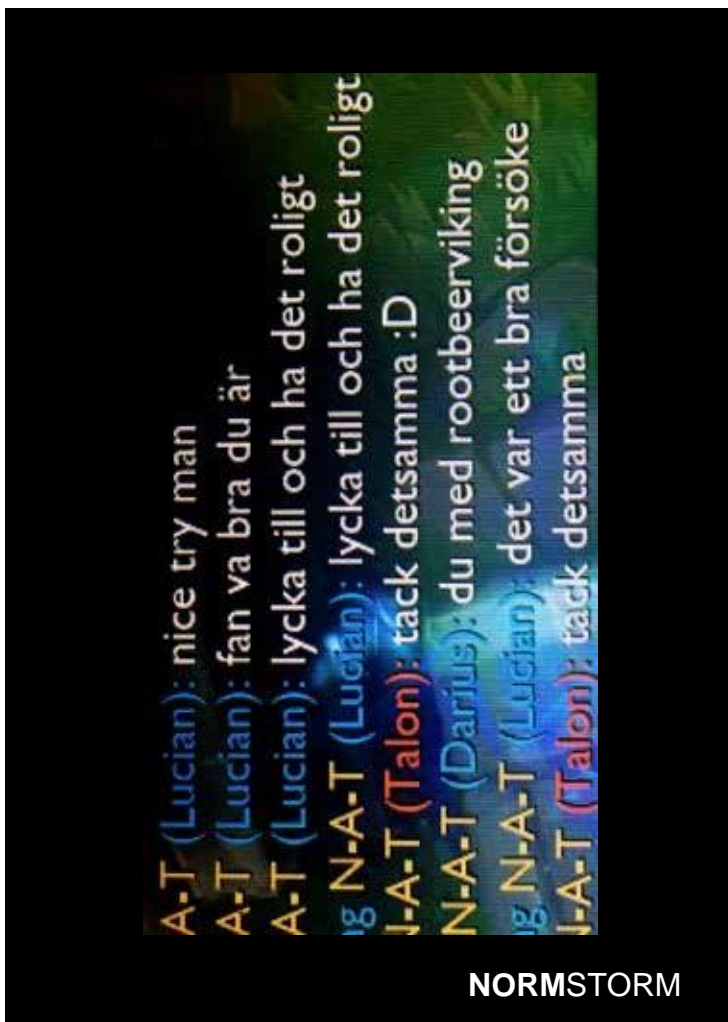 A-T (Lucian): nice try man
A-T (Lucian): fan va bra du är
A-T (Lucian): lycka till och ha det roligt
g N-A-T (Lucian): lycka till och ha det roligt
N-A-T (Talon): tack detsamma :D
N-A-T (Darius): du med rootbeerviking
ng N-A-T (Lucian): det var ett bra försöke
N-A-T (Talon): tack detsamma
NORMSTORM